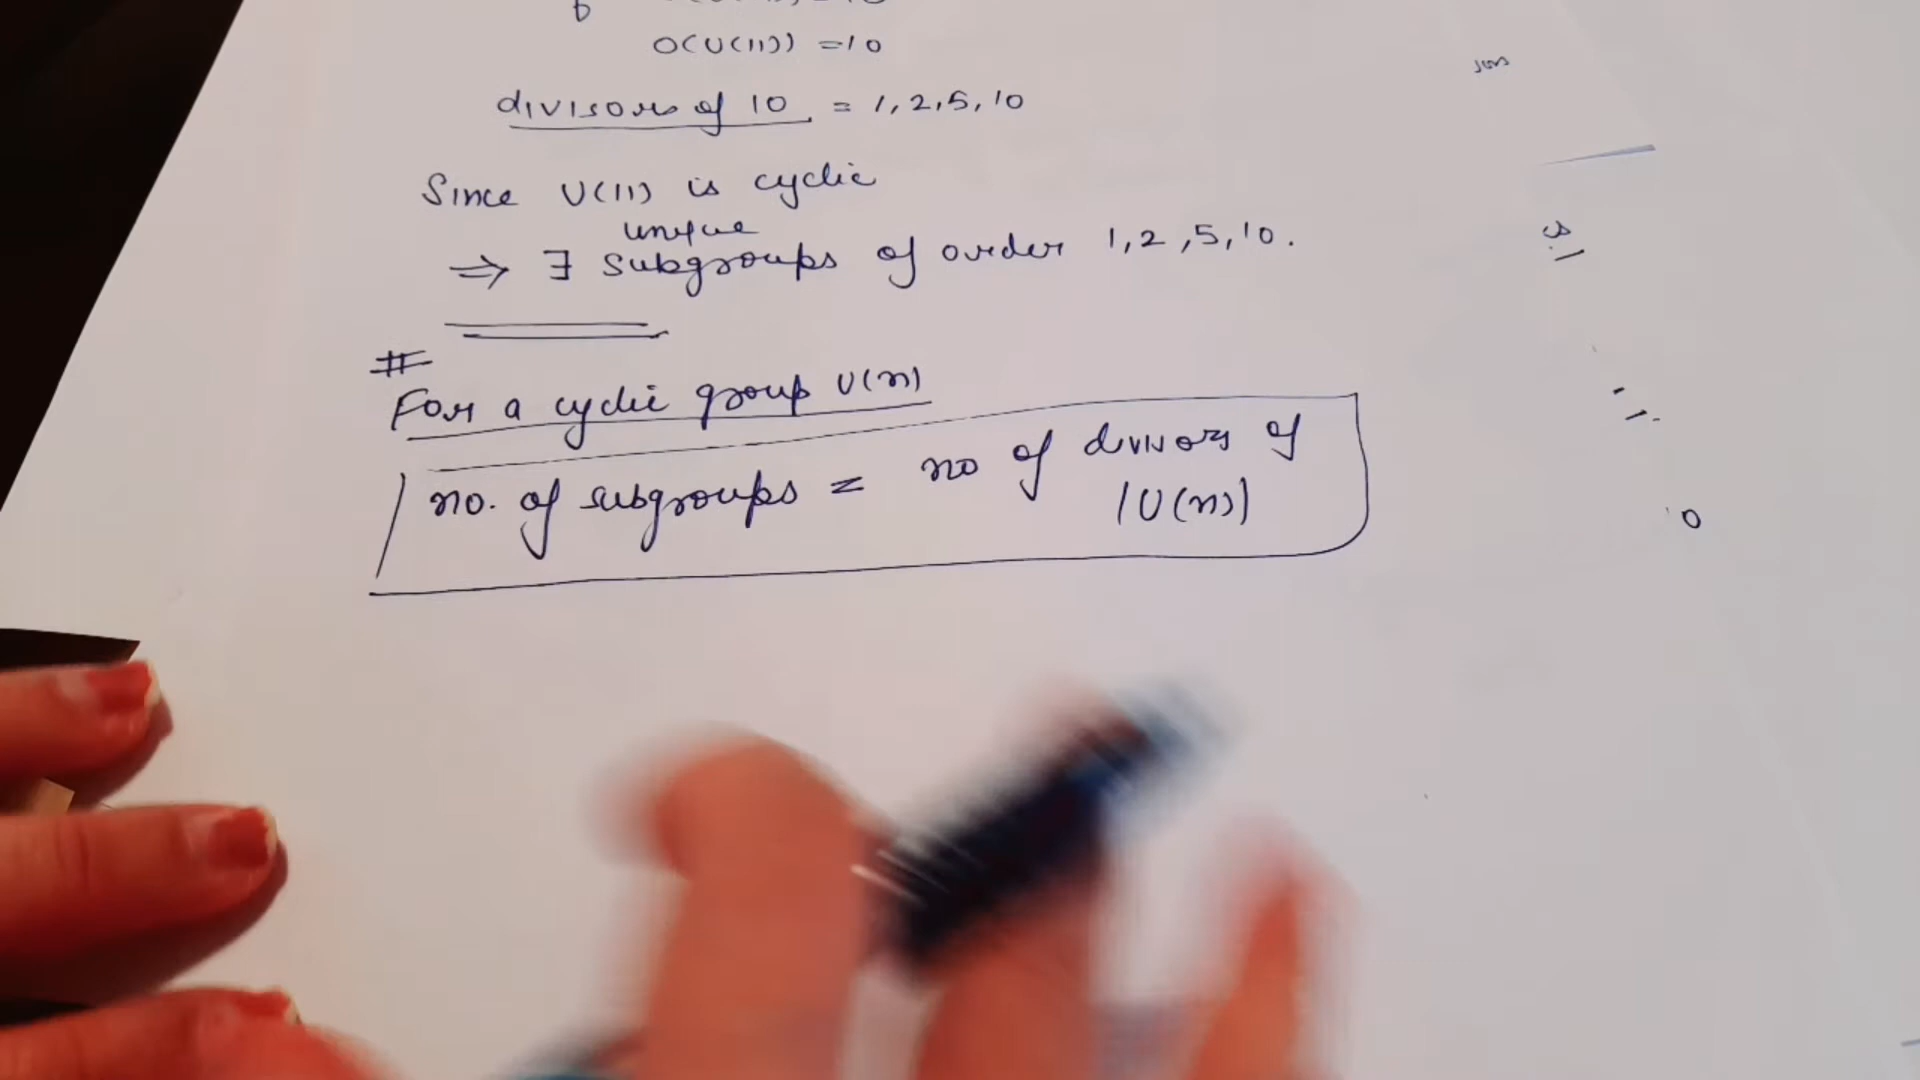 O(U(11)) = 10
divisors of 10 = 1, 2, 5, 10
Since U(11) is cyclic
unique
⇒ ∃ subgroups of order 1, 2, 5, 10.
#
For a cyclic group U(n)
no. of subgroups = no of divisors of
|U(n)|